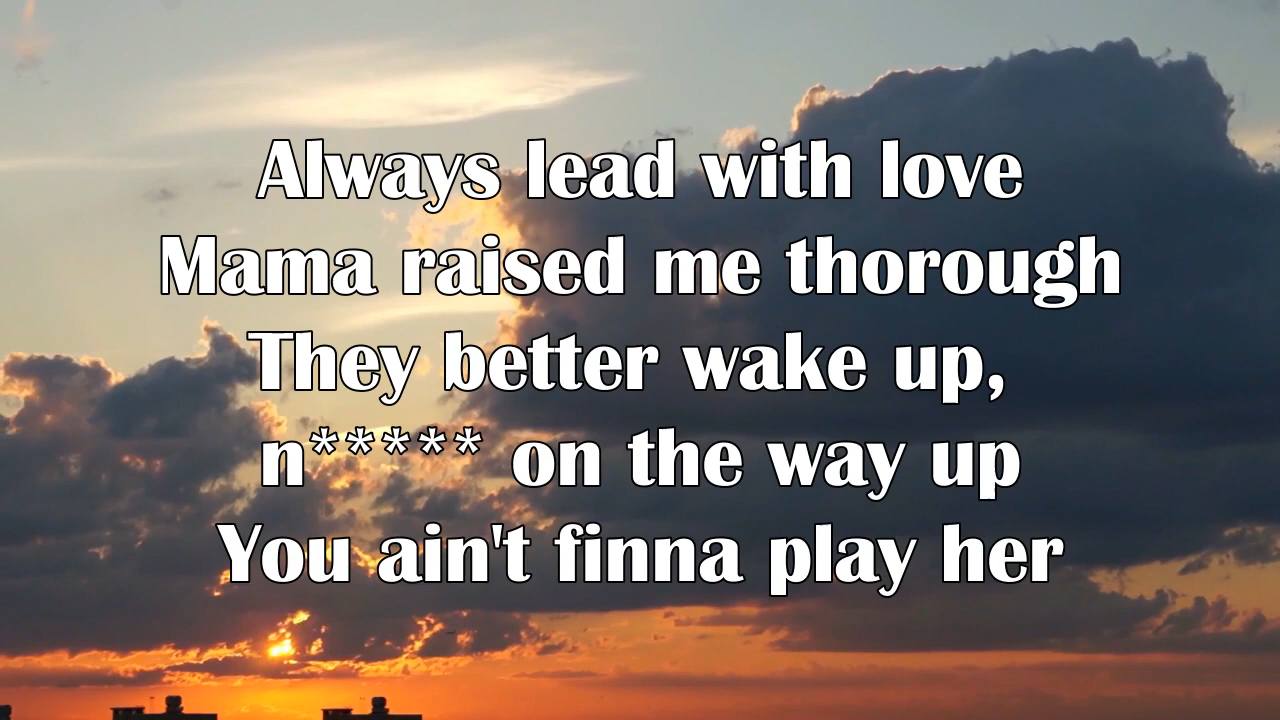 Always lead with love
Mama raised me thorough
They better wake up,
n***** on the way up
You ain't finna play her